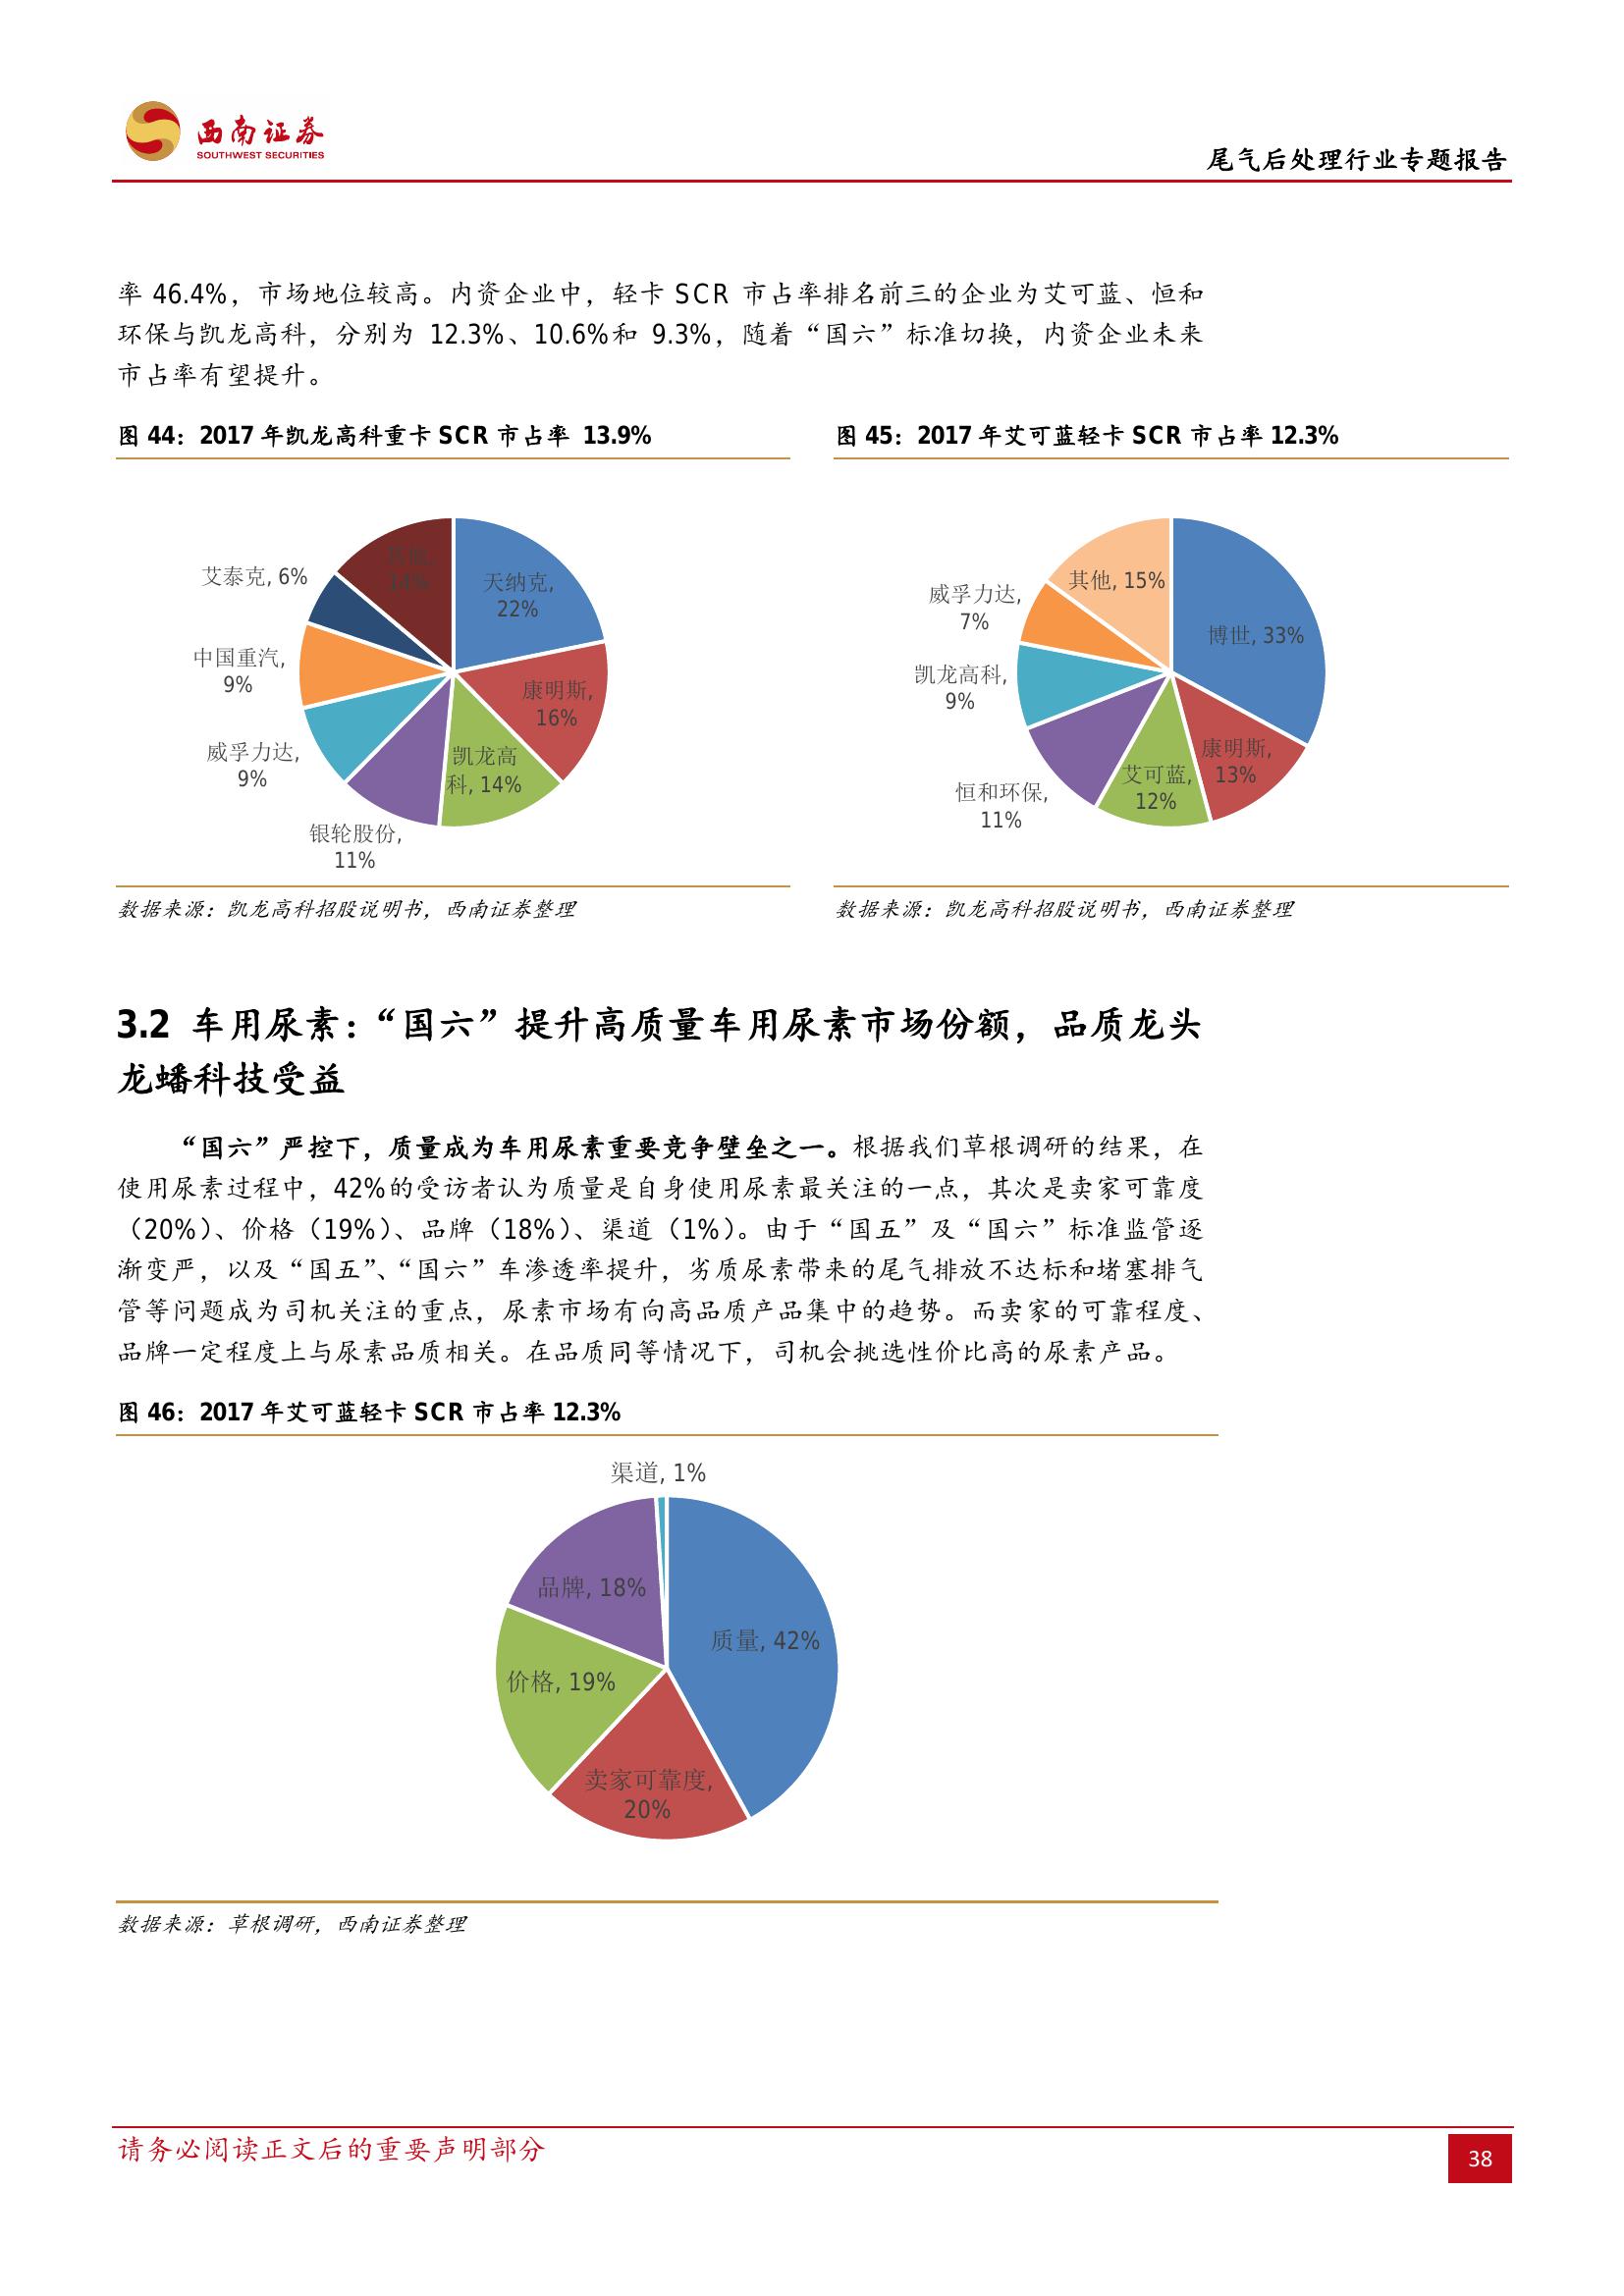 西南证券
SOUTHWEST SECURITIES
尾气后处理行业专题报告
率 46.4%，市场地位较高。内资企业中，轻卡 SCR 市占率排名前三的企业为艾可蓝、恒和
环保与凯龙高科，分别为 12.3%、10.6%和 9.3%，随着“国六”标准切换，内资企业未来
市占率有望提升。
图 44：2017 年凯龙高科重卡 SCR 市占率 13.9%
天纳克,
22%
康明斯,
16%
凯龙高
科, 14%
银轮股份,
11%
威孚力达,
9%
中国重汽,
9%
艾泰克, 6%
其他,
14%
数据来源：凯龙高科招股说明书，西南证券整理
图 45：2017 年艾可蓝轻卡 SCR 市占率 12.3%
博世, 33%
康明斯,
13%
艾可蓝,
12%
恒和环保,
11%
凯龙高科,
9%
威孚力达,
7%
其他, 15%
数据来源：凯龙高科招股说明书，西南证券整理
3.2 车用尿素：“国六”提升高质量车用尿素市场份额，品质龙头
龙蟠科技受益
“国六”严控下，质量成为车用尿素重要竞争壁垒之一。根据我们草根调研的结果，在
使用尿素过程中，42%的受访者认为质量是自身使用尿素最关注的一点，其次是卖家可靠度
（20%）、价格（19%）、品牌（18%）、渠道（1%）。由于“国五”及“国六”标准监管逐
渐变严，以及“国五”、“国六”车渗透率提升，劣质尿素带来的尾气排放不达标和堵塞排气
管等问题成为司机关注的重点，尿素市场有向高品质产品集中的趋势。而卖家的可靠程度、
品牌一定程度上与尿素品质相关。在品质同等情况下，司机会挑选性价比高的尿素产品。
图 46：2017 年艾可蓝轻卡 SCR 市占率 12.3%
渠道, 1%
品牌, 18%
质量, 42%
价格, 19%
卖家可靠度,
20%
数据来源：草根调研，西南证券整理
请务必阅读正文后的重要声明部分
38